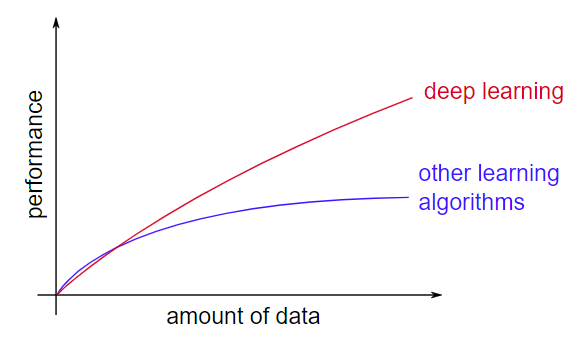 deep learning
performance
other learning
algorithms
amount of data